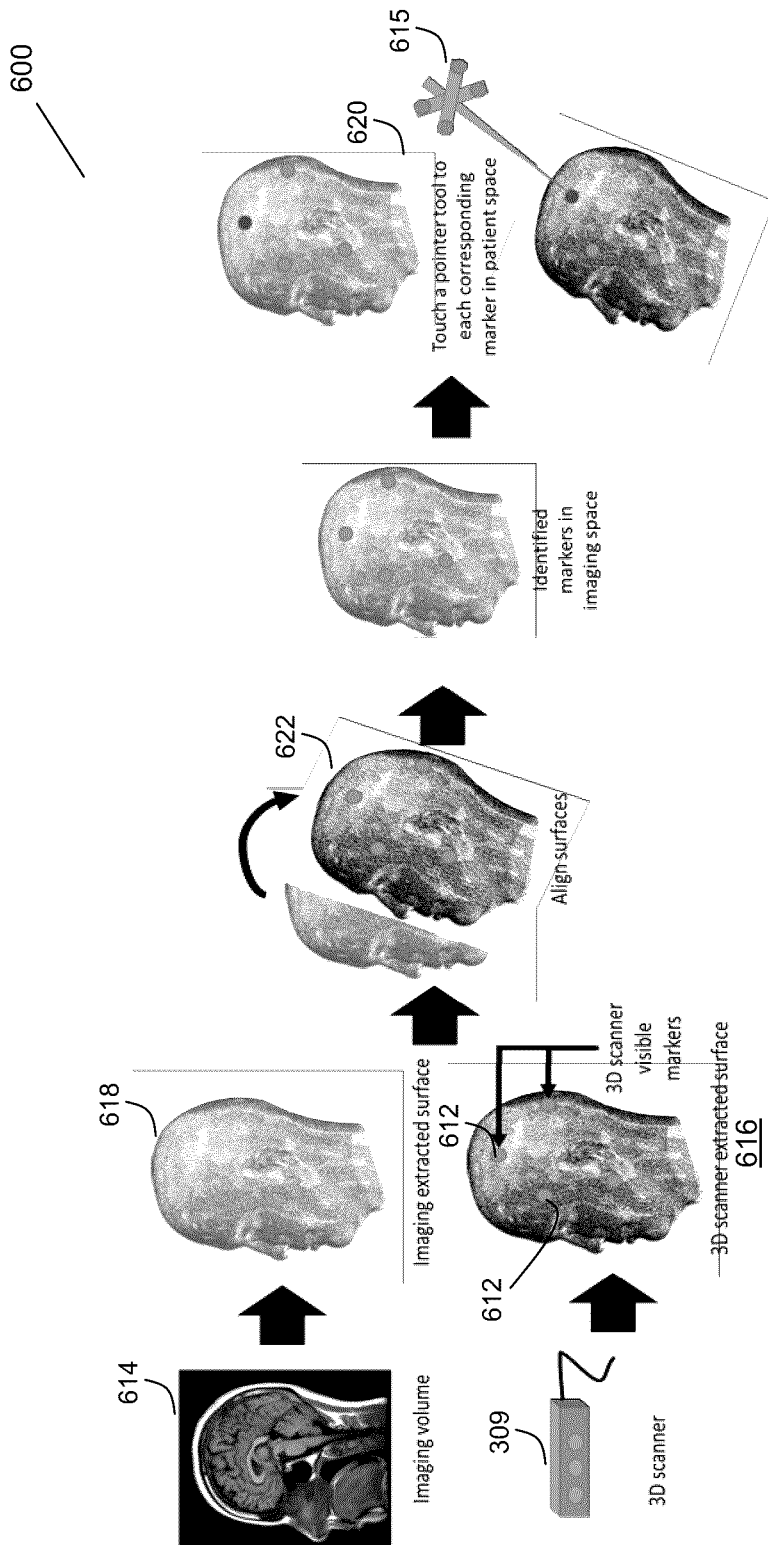 600
614
Imaging volume
618
Imaging extracted surface
309
3D scanner
612
612
3D scanner
visible
markers
3D scanner extracted surface
616
622
Align surfaces
Identified
markers in
imaging space
620
Touch a pointer tool to
each corresponding
marker in patient space
615